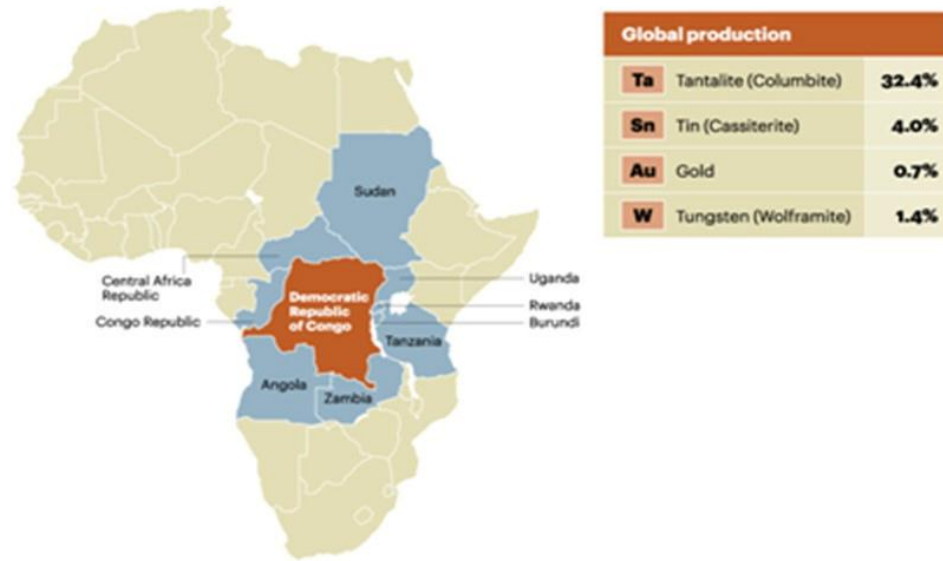 Sudan
Central Africa
Republic
Congo Republic
Democratic
Republic
of Congo
Uganda
Rwanda
Burundi
Tanzania
Angola
Zambia
Global production
Ta Tantalite (Columbite) 32.4%
Sn Tin (Cassiterite) 4.0%
Au Gold 0.7%
W Tungsten (Wolframite) 1.4%